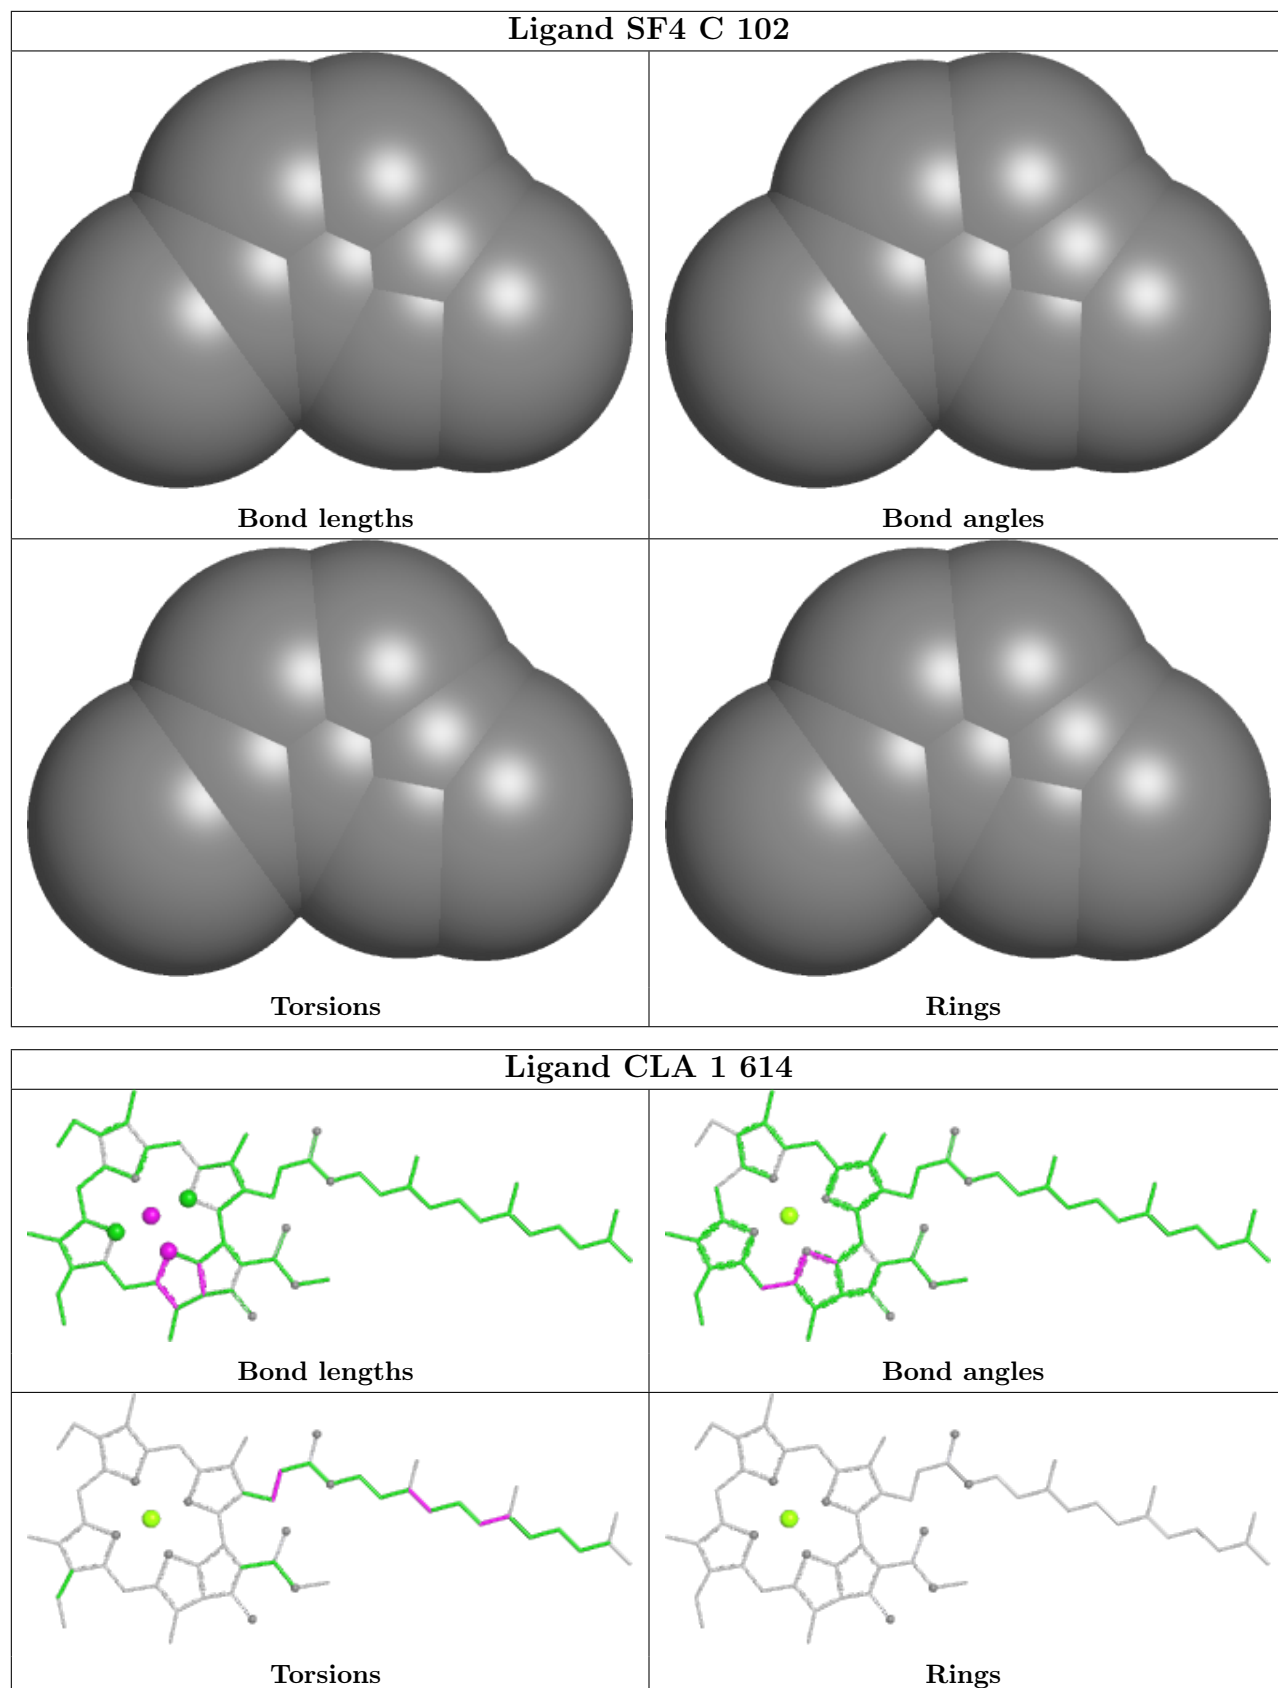 Ligand SF4 C 102
Bond lengths
Bond angles
Torsions
Rings
Ligand CLA 1 614
Bond lengths
Bond angles
Torsions
Rings